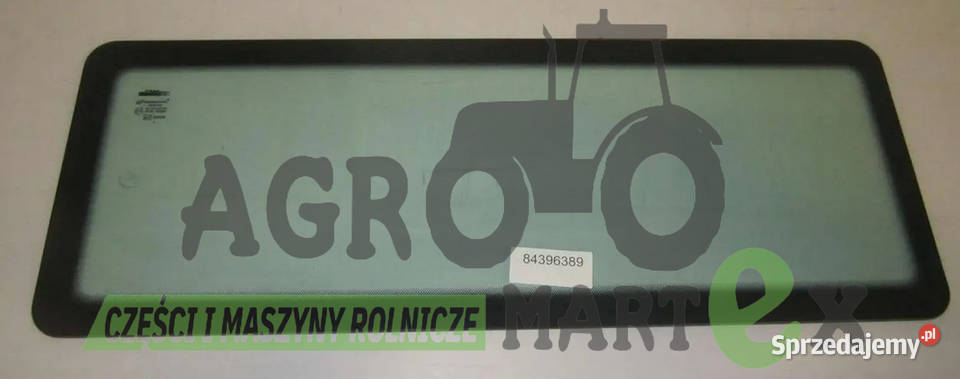 AGRO
84396389
CZĘŚCI I MASZYNY ROLNICZE
MARTeX
Sprzedajemy.pl